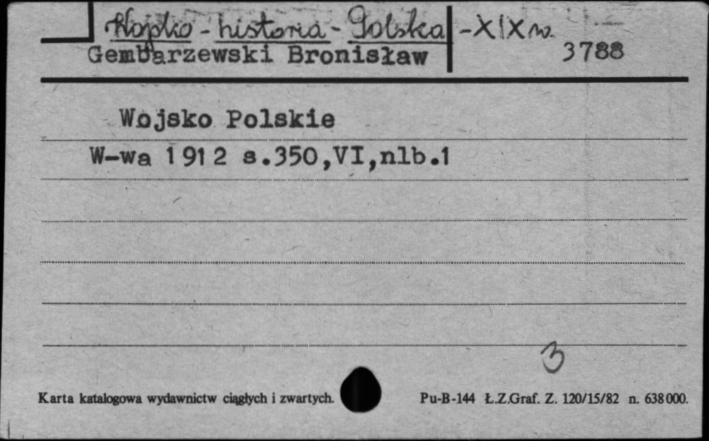 Wojsko - historia - Polska - XIX w.
Gembarzewski Bronisław 3788
Wojsko Polskie
W-wa 1912 s.350,VI,nlb.1
3
Karta katalogowa wydawnictw ciągłych i zwartych. Pu-B-144 Ł.Z.Graf. Z. 120/15/82 n. 638000.